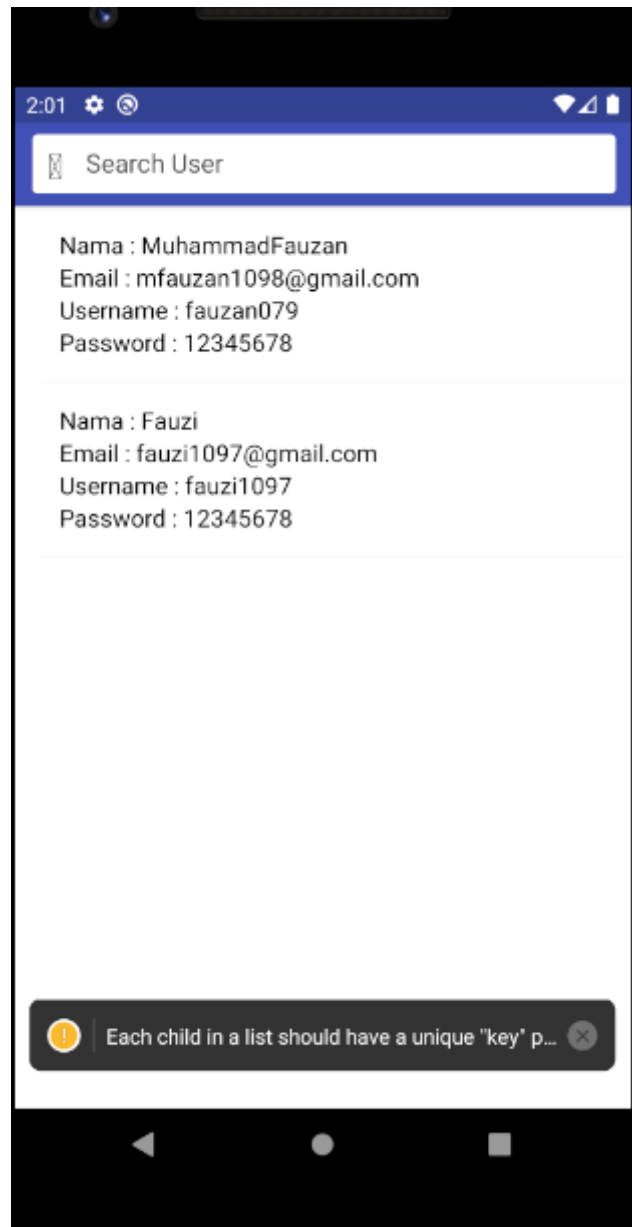 2:01
Search User
Nama : MuhammadFauzan
Email : mfauzan1098@gmail.com
Username : fauzan079
Password : 12345678
Nama : Fauzi
Email : fauzi1097@gmail.com
Username : fauzi1097
Password : 12345678
Each child in a list should have a unique "key" p...